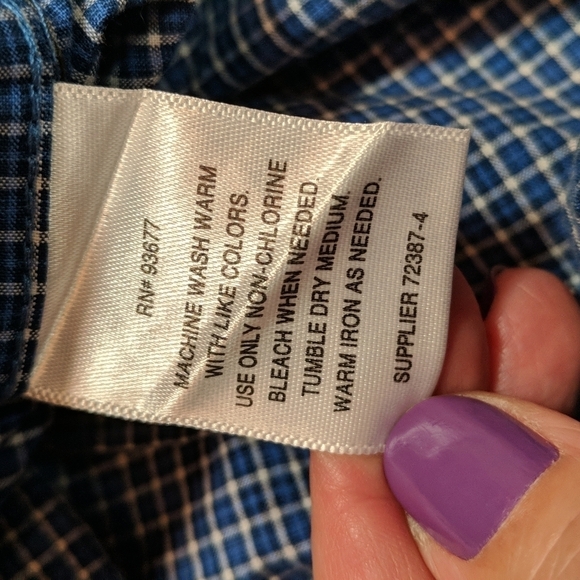 RN# 93677
MACHINE WASH WARM
WITH LIKE COLORS.
USE ONLY NON-CHLORINE
BLEACH WHEN NEEDED.
TUMBLE DRY MEDIUM.
WARM IRON AS NEEDED.
SUPPLIER 72387-4